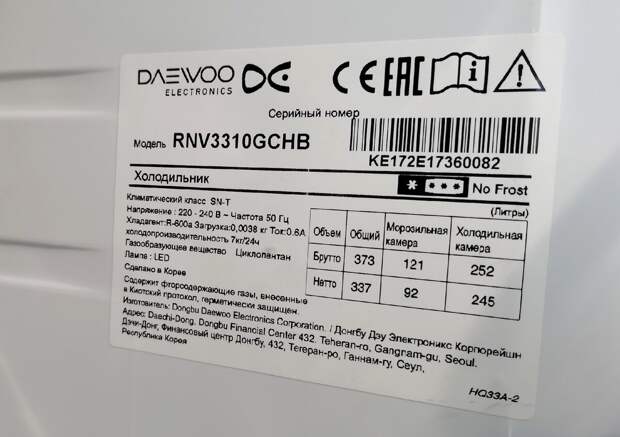 DAEWOO
ELECTRONICS
CE EAC
Серийный номер
Модель RNV3310GCHB
KE172E17360082
Холодильник
No Frost
Климатический класс SN-T
Напряжение : 220 - 240 В ~ Частота 50 Гц
Хладагент:R-600a Загрузка:0,0038 кг Ток:0.6А
холодопроизводительность 7кг/24ч
Газообразующее вещество Циклопентан
Лампа : LED
Сделано в Корее
(Литры)
Объем Общий Морозильная камера Холодильная камера
Брутто 373 121 252
Нетто 337 92 245
Содержит фторсодержащие газы, внесенные
в Киотский протокол, герметически защищен.
Изготовитель: Dongbu Daewoo Electronics Corporation. / Донгбу Дэу Электроникс Корпорейшн
Адрес: Daechi-Dong. Dongbu Financial Center 432. Teheran-ro, Gangnam-gu, Seoul.
Дэчи-Донг, Финансовый центр Донгбу, 432, Тегеран-ро, Ганнам-гу, Сеул,
Республика Корея
HQ33A-2